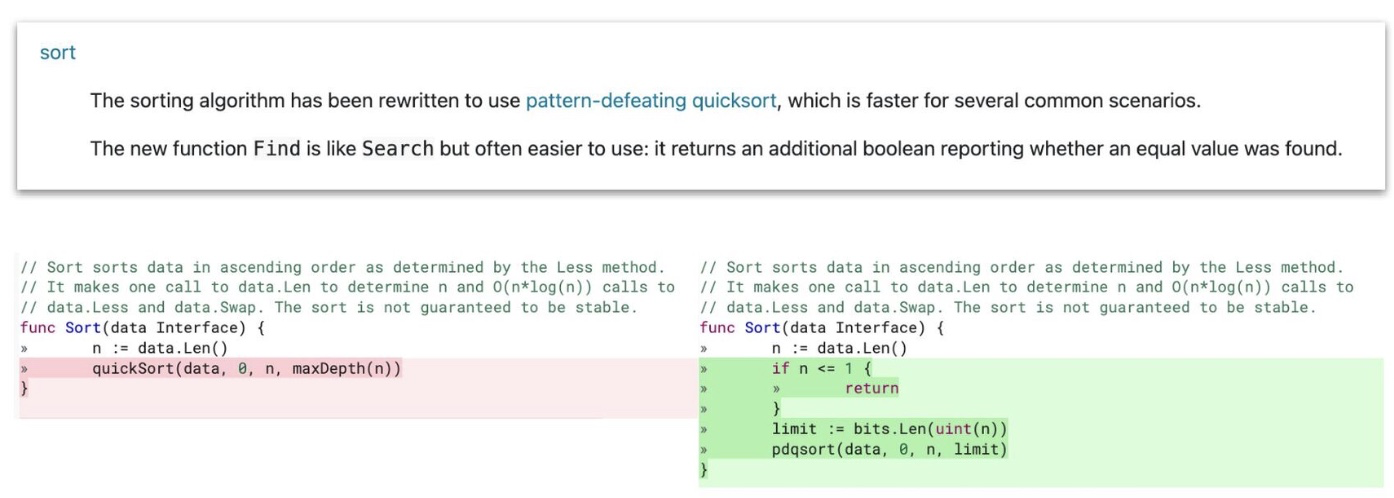 sort
The sorting algorithm has been rewritten to use pattern-defeating quicksort, which is faster for several common scenarios.
The new function Find is like Search but often easier to use: it returns an additional boolean reporting whether an equal value was found.
// Sort sorts data in ascending order as determined by the Less method.
// It makes one call to data.Len to determine n and O(n*log(n)) calls to
// data.Less and data.Swap. The sort is not guaranteed to be stable.
func Sort(data Interface) {
»       n := data.Len()
»       quickSort(data, 0, n, maxDepth(n))
}
// Sort sorts data in ascending order as determined by the Less method.
// It makes one call to data.Len to determine n and O(n*log(n)) calls to
// data.Less and data.Swap. The sort is not guaranteed to be stable.
func Sort(data Interface) {
»       n := data.Len()
»       if n <= 1 {
»       »       return
»       }
»       limit := bits.Len(uint(n))
»       pdqsort(data, 0, n, limit)
}